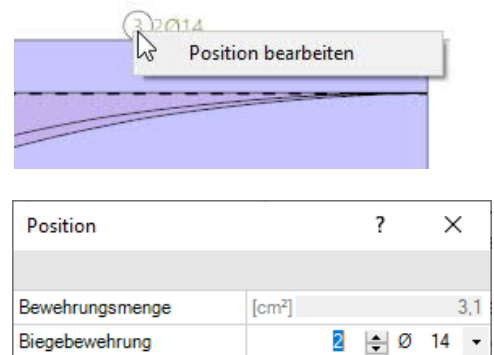 3 2Ø14
Position bearbeiten
Position ? ×
Bewehrungsmenge [cm²] 3,1
Biegebewehrung 2 Ø 14